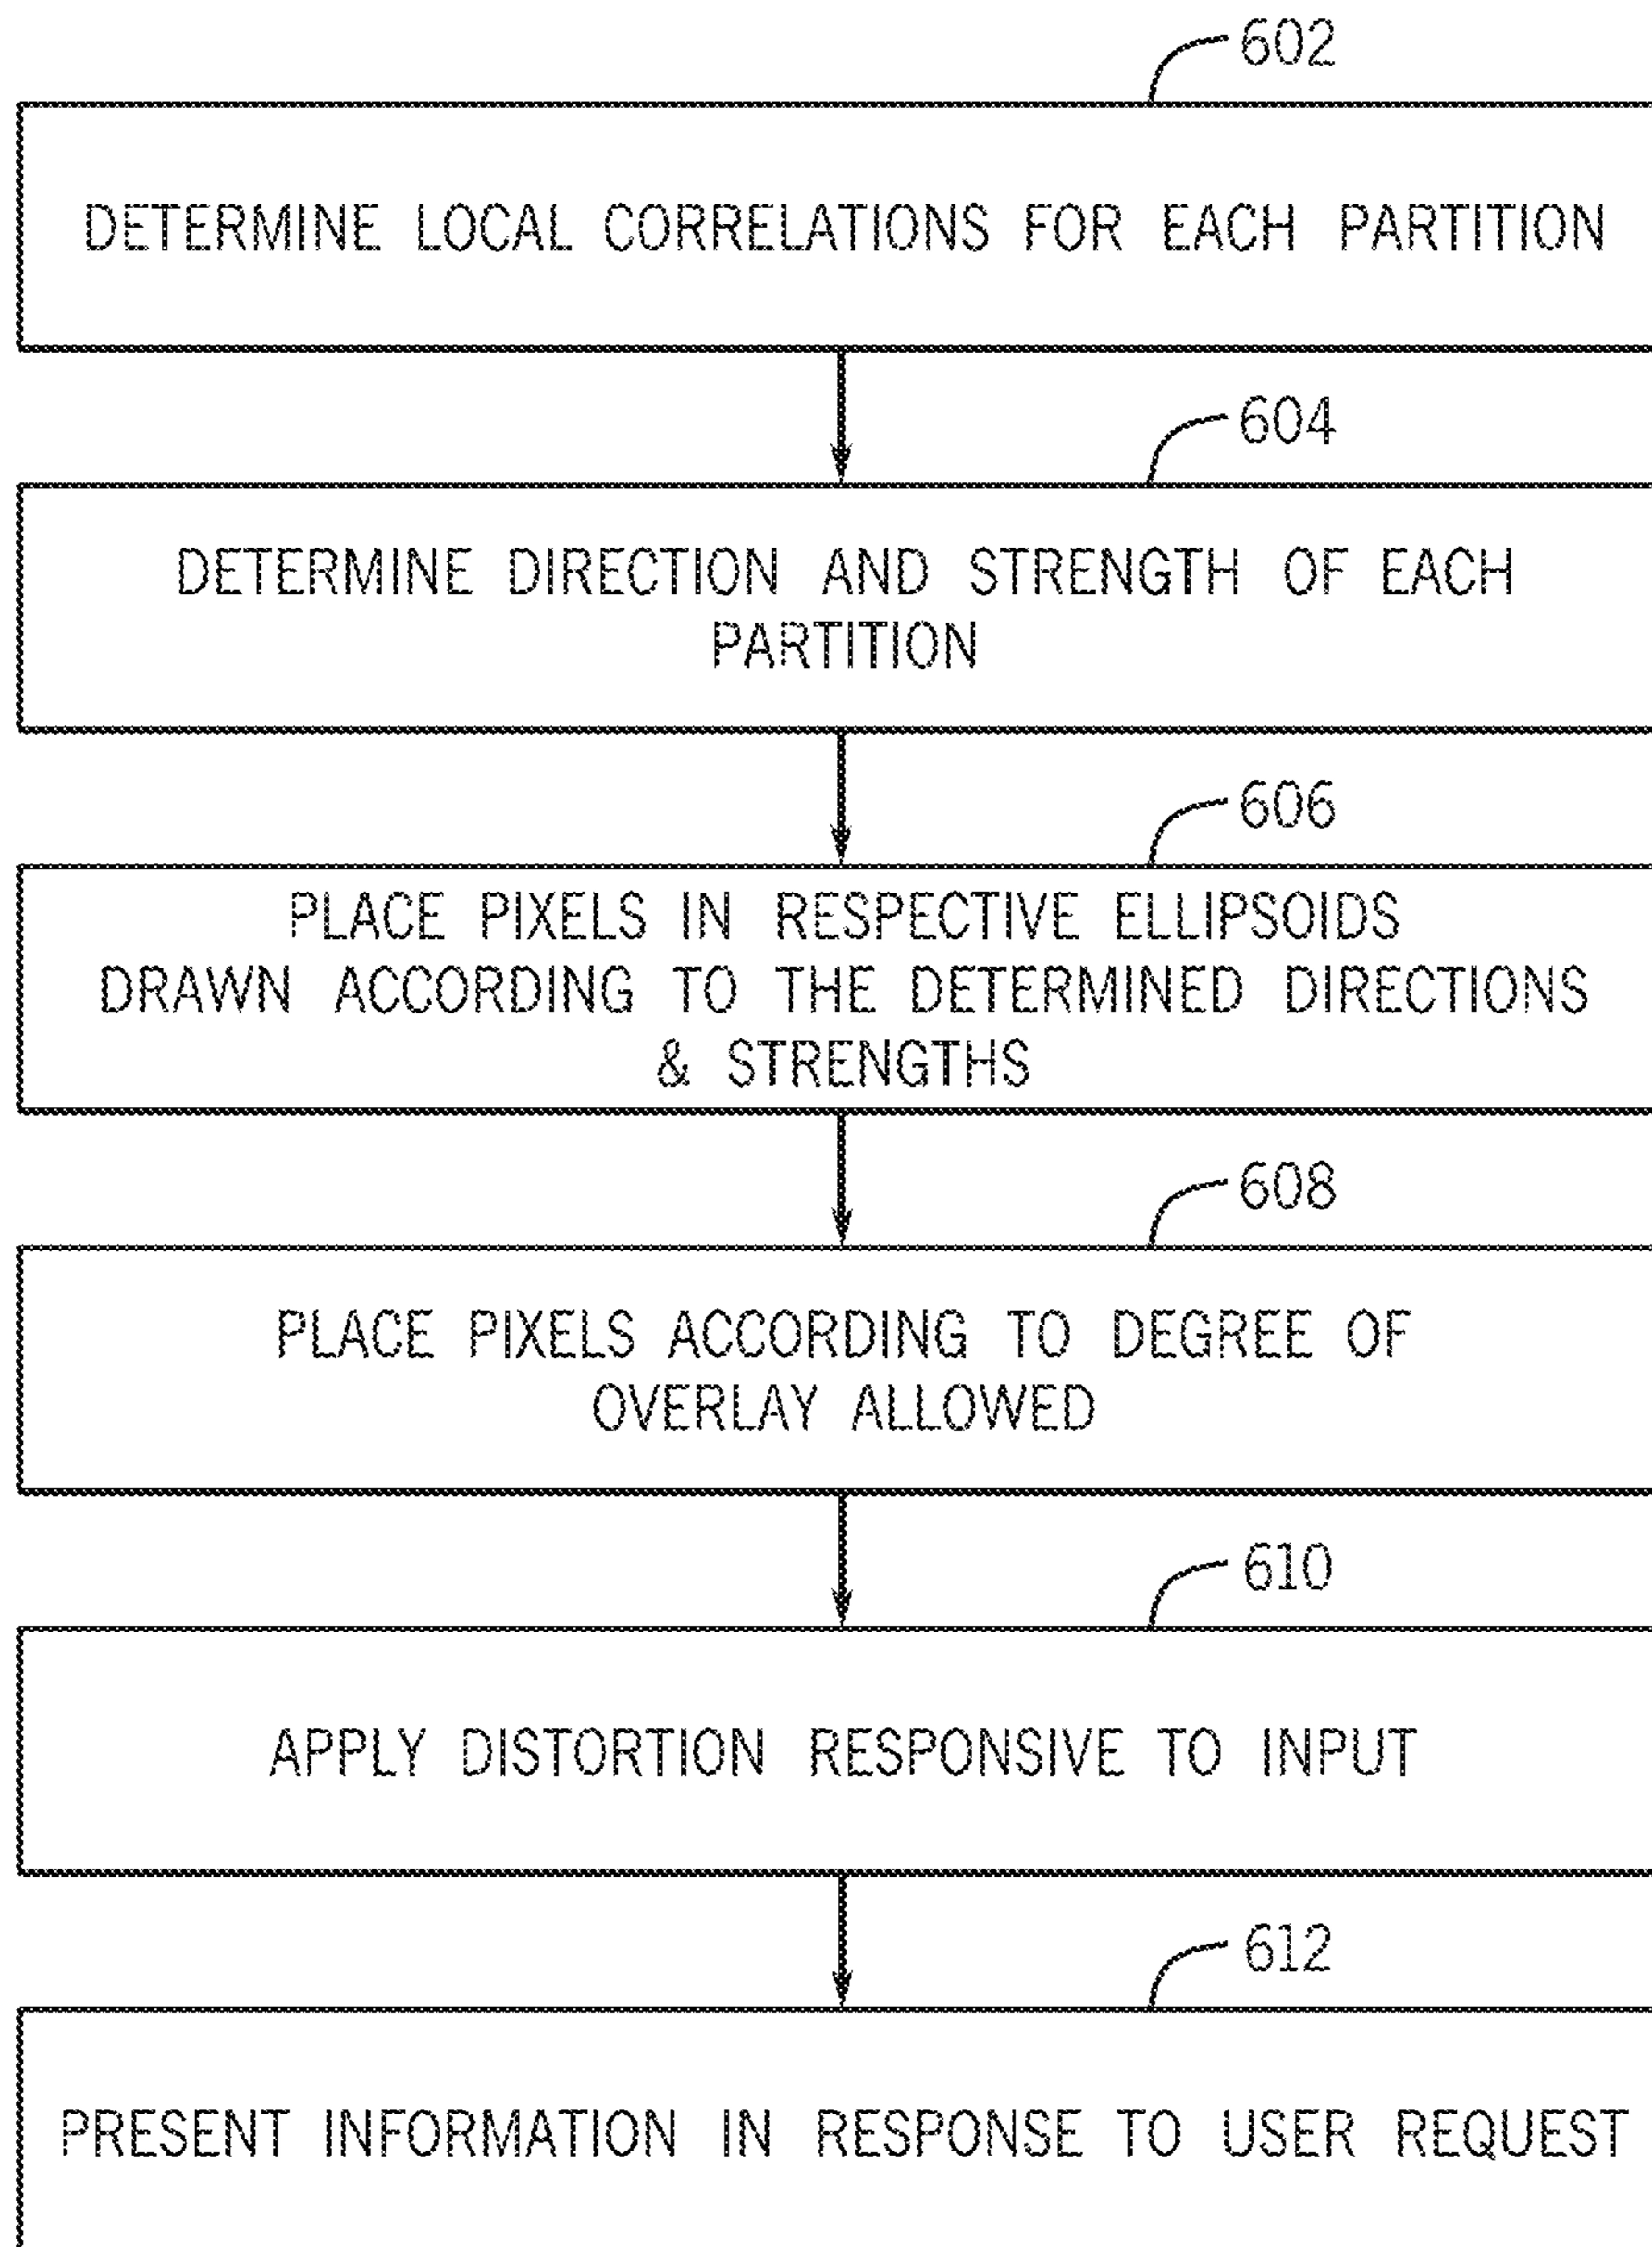 602
DETERMINE LOCAL CORRELATIONS FOR EACH PARTITION
604
DETERMINE DIRECTION AND STRENGTH OF EACH
PARTITION
606
PLACE PIXELS IN RESPECTIVE ELLIPSOIDS
DRAWN ACCORDING TO THE DETERMINED DIRECTIONS
& STRENGTHS
608
PLACE PIXELS ACCORDING TO DEGREE OF
OVERLAY ALLOWED
610
APPLY DISTORTION RESPONSIVE TO INPUT
612
PRESENT INFORMATION IN RESPONSE TO USER REQUEST